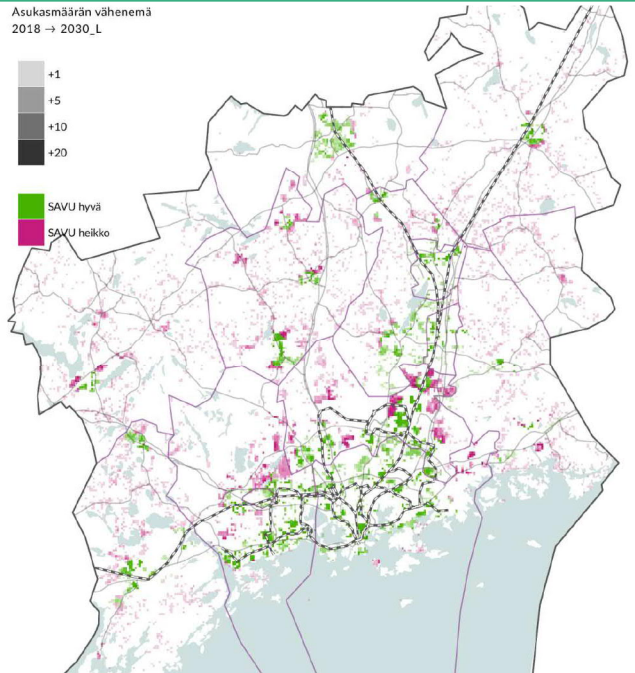 Asukasmäärän vähenemä
2018 → 2030_L
+1
+5
+10
+20
SAVU hyvä
SAVU heikko